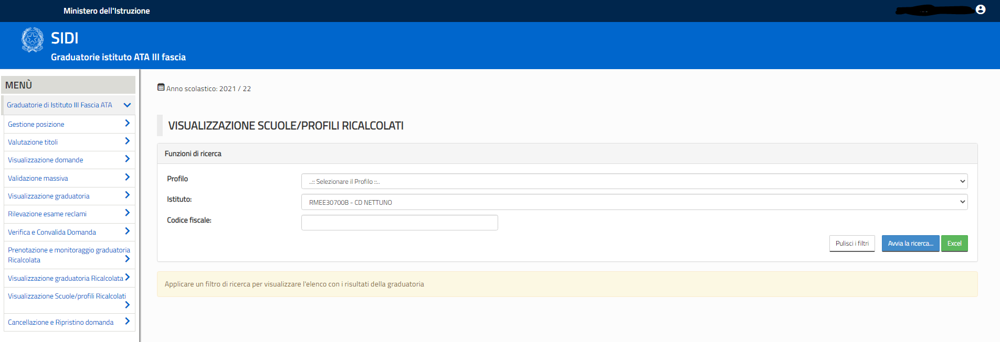 Ministero dell'Istruzione
SIDI
Graduatorie istituto ATA III fascia
MENÙ
Graduatorie di Istituto III Fascia ATA
Gestione posizione
Valutazione titoli
Visualizzazione domande
Validazione massiva
Visualizzazione graduatoria
Rilevazione esame reclami
Verifica e Convalida Domanda
Prenotazione e monitoraggio graduatoria
Ricalcolata
Visualizzazione graduatoria Ricalcolata
Visualizzazione Scuole/profili Ricalcolati
Cancellazione e Ripristino domanda
Anno scolastico: 2021 / 22
VISUALIZZAZIONE SCUOLE/PROFILI RICALCOLATI
Funzioni di ricerca
Profilo
..:: Selezionare il Profilo ::..
Istituto:
RMEE30700B - CD NETTUNO
Codice fiscale:
Pulisci i filtri
Avvia la ricerca...
Excel
Applicare un filtro di ricerca per visualizzare l'elenco con i risultati della graduatoria